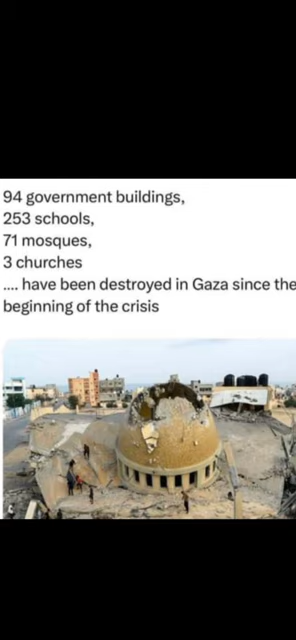 94 government buildings,
253 schools,
71 mosques,
3 churches
.... have been destroyed in Gaza since the
beginning of the crisis